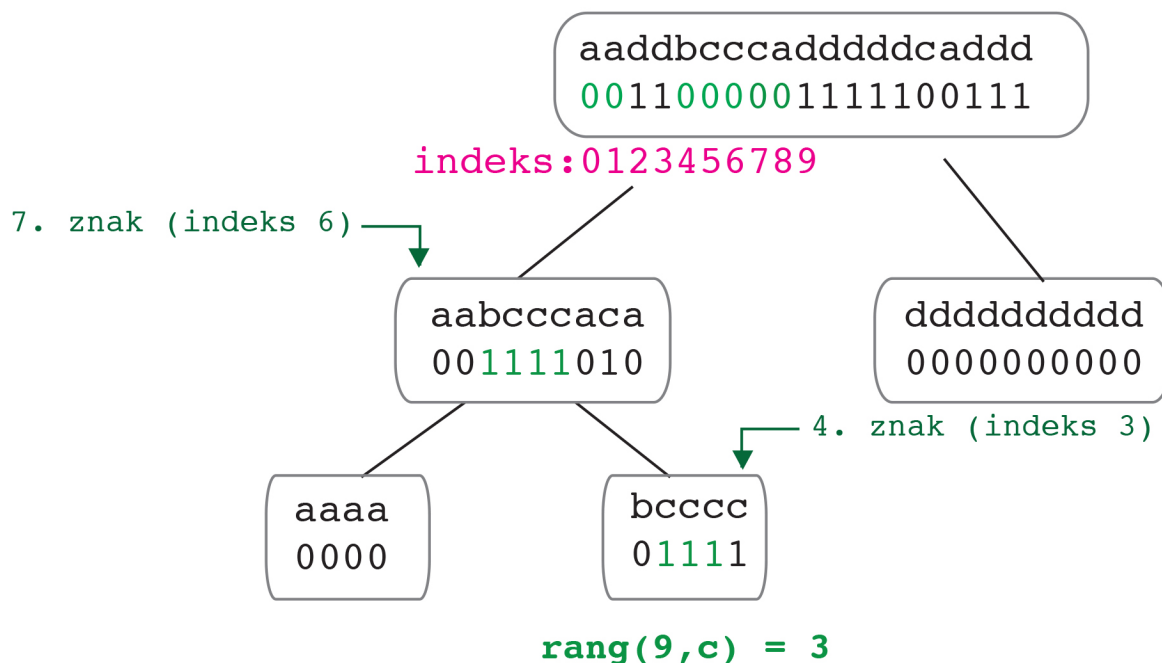 aaddbcccadddddcaddd
0011000001111100111
indeks:0123456789
7. znak (indeks 6)
aabcccaca
001111010
dddddddddd
0000000000
4. znak (indeks 3)
aaaa
0000
bcccc
01111
rang(9,c) = 3